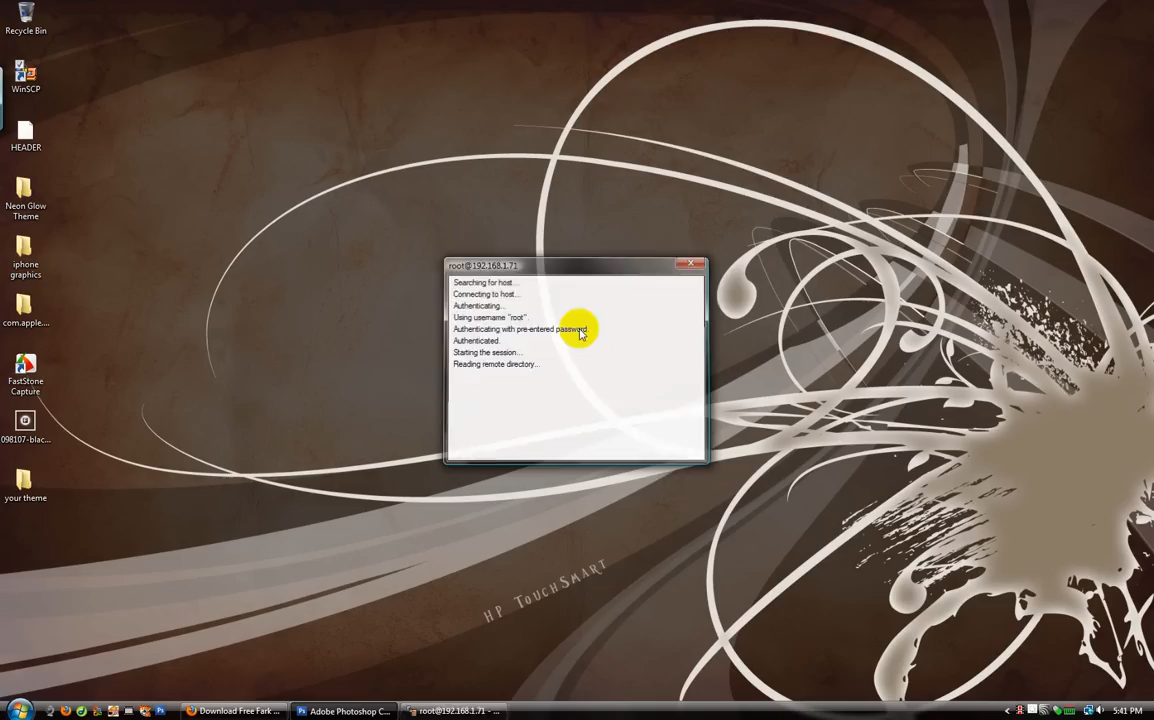 Recycle Bin
WinSCP
HEADER
Neon Glow
Theme
iphone
graphics
com.apple....
FastStone
Capture
098107-blac...
your theme
root@192.168.1.71
Searching for host...
Connecting to host...
Authenticating...
Using username "root".
Authenticating with pre-entered password.
Authenticated.
Starting the session...
Reading remote directory...
HP TouchSmart
Download Free Fark ...
Adobe Photoshop C...
root@192.168.1.71 - ...
5:41 PM